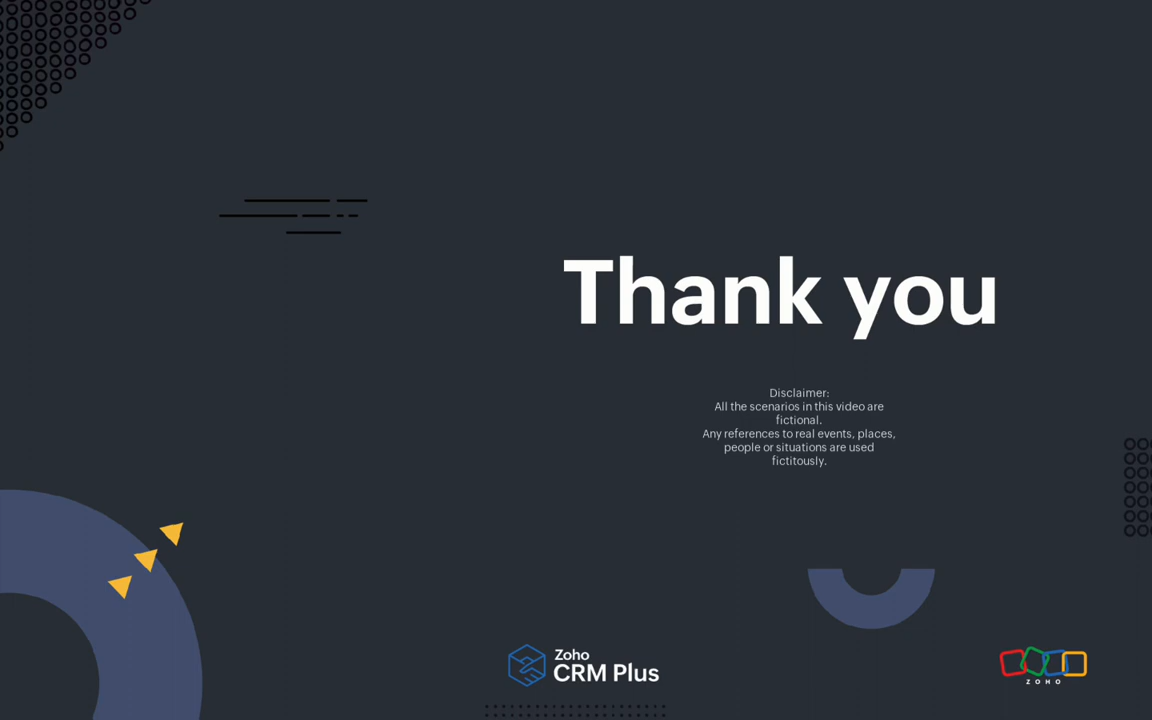 Thank you
Disclaimer:
All the scenarios in this video are
fictional.
Any references to real events, places,
people or situations are used
fictitously.
Zoho
CRM Plus
ZOHO